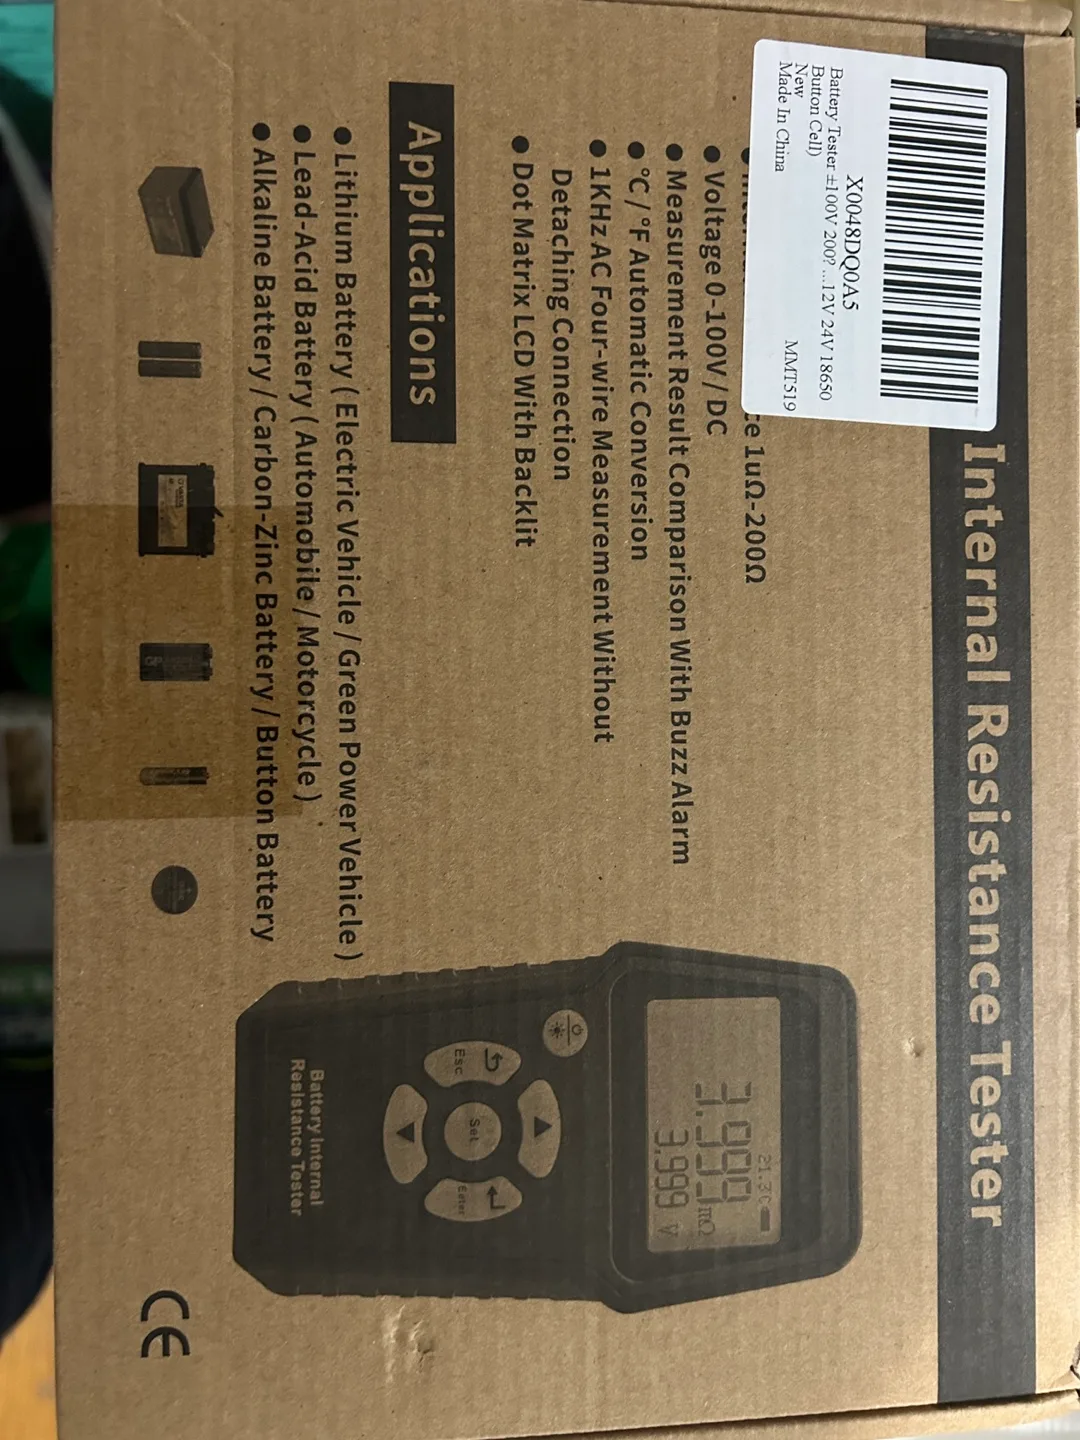 Internal Resistance Tester
X0048DQ0A5
Battery Tester ±100V 200? ...12V 24V 18650
Button Cell)
New
Made In China
MMT519
ce 1uΩ-200Ω
● Voltage 0-100V / DC
● Measurement Result Comparison With Buzz Alarm
● °C / °F Automatic Conversion
● 1KHz AC Four-wire Measurement Without
Detaching Connection
● Dot Matrix LCD With Backlit
Applications
● Lithium Battery ( Electric Vehicle / Green Power Vehicle )
● Lead-Acid Battery ( Automobile / Motorcycle )
● Alkaline Battery / Carbon-Zinc Battery / Button Battery
21.3C
3.999 mΩ
3.999 V
Esc
Set
Enter
Battery Internal
Resistance Tester
CE